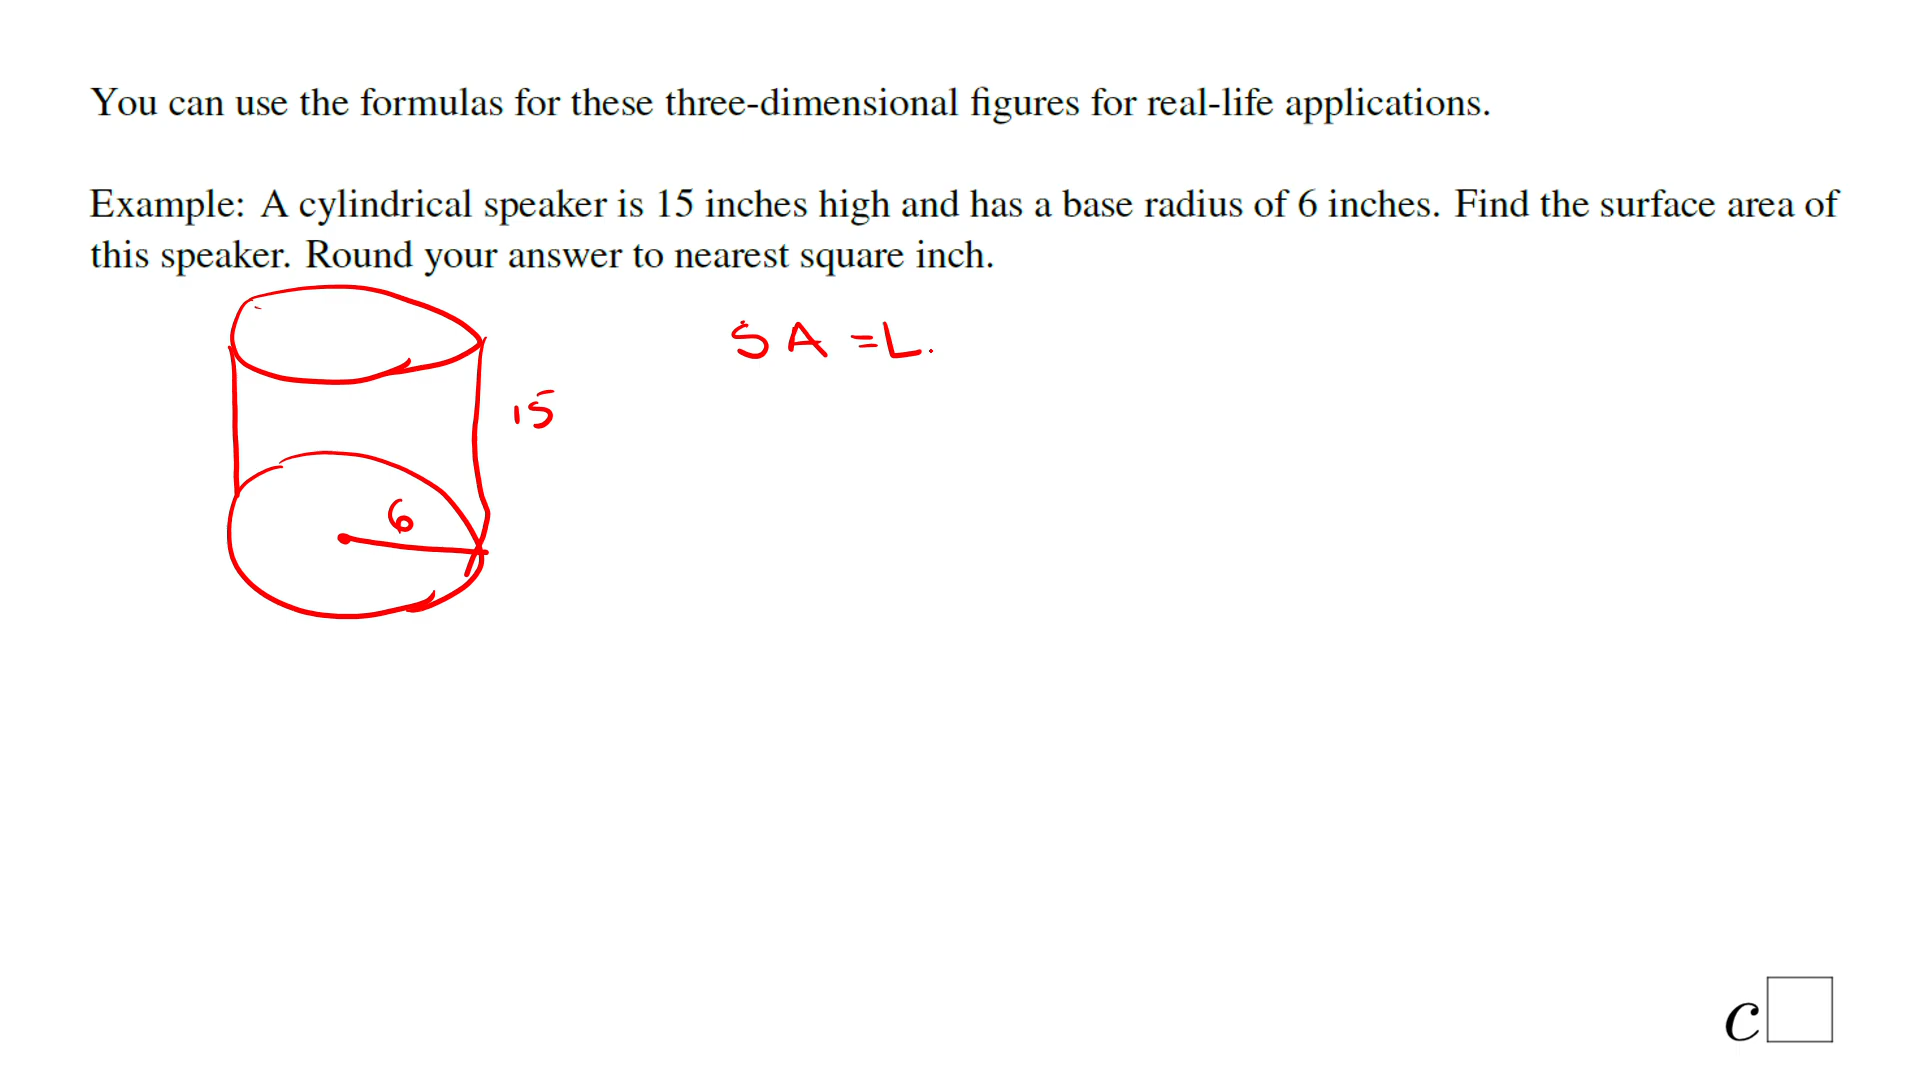 You can use the formulas for these three-dimensional figures for real-life applications.
Example: A cylindrical speaker is 15 inches high and has a base radius of 6 inches. Find the surface area of
this speaker. Round your answer to nearest square inch.
SA = L.
15
6
c